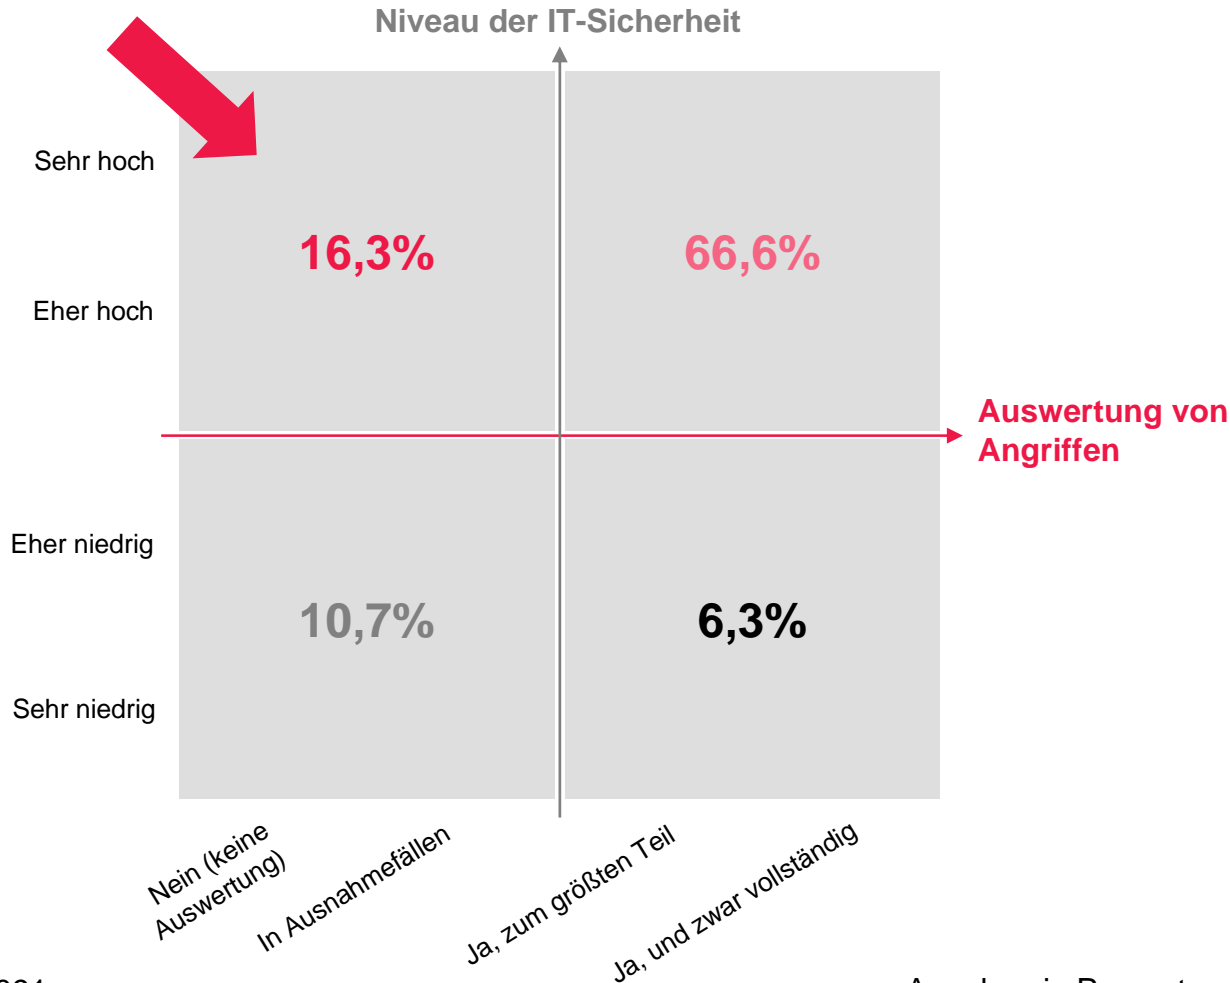 Niveau der IT-Sicherheit
Sehr hoch
16,3%
66,6%
Eher hoch
Auswertung von
Angriffen
Eher niedrig
10,7%
6,3%
Sehr niedrig
Nein (keine
Auswertung)
In Ausnahmefällen
Ja, zum größten Teil
Ja, und zwar vollständig